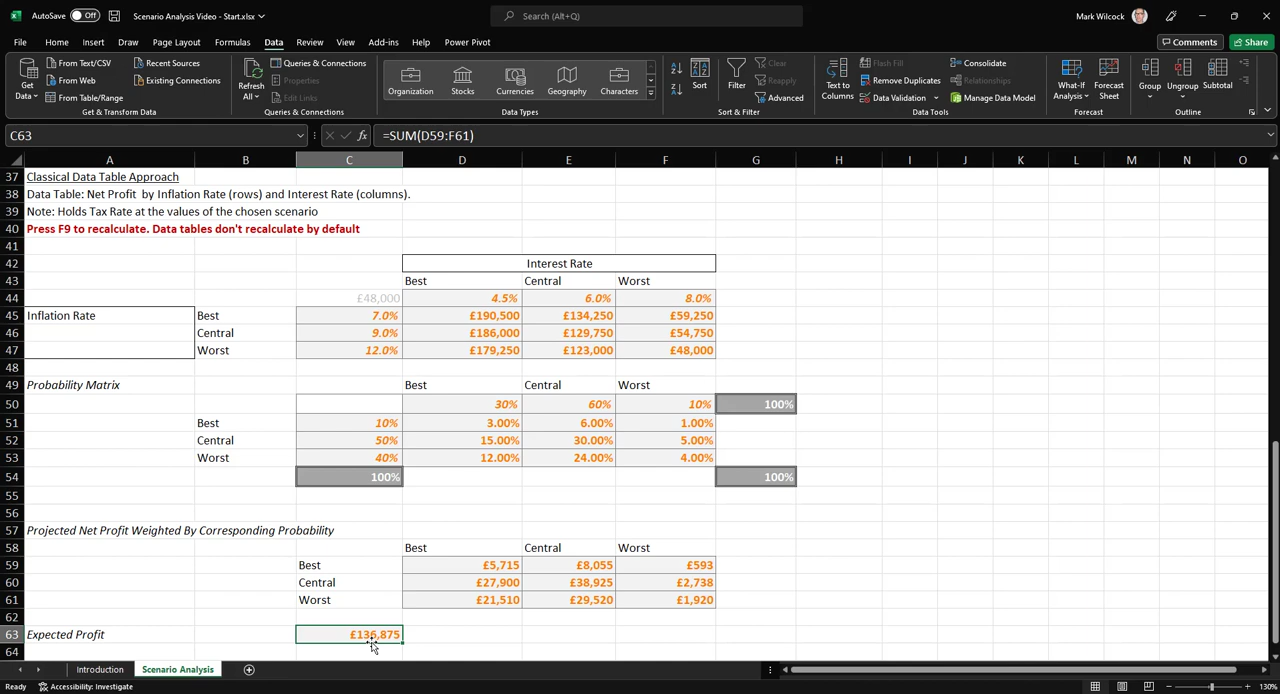 AutoSave Off Scenario Analysis Video - Start.xlsx Search (Alt+Q) Mark Wilcock
File Home Insert Draw Page Layout Formulas Data Review View Add-ins Help Power Pivot Comments Share
From Text/CSV Recent Sources Queries & Connections Clear Flash Fill Consolidate
Get Data From Web Existing Connections Refresh All Properties Organization Stocks Currencies Geography Characters Sort Filter Reapply Text to Columns Remove Duplicates Relationships What-If Analysis Forecast Sheet Group Ungroup Subtotal
From Table/Range Edit Links Advanced Data Validation Manage Data Model
Get & Transform Data Queries & Connections Data Types Sort & Filter Data Tools Forecast Outline
C63 fx =SUM(D59:F61)
A B C D E F G H I J K L M N O
37 Classical Data Table Approach
38 Data Table: Net Profit by Inflation Rate (rows) and Interest Rate (columns).
39 Note: Holds Tax Rate at the values of the chosen scenario
40 Press F9 to recalculate. Data tables don't recalculate by default
41
42 Interest Rate
43 Best Central Worst
44 £48,000 4.5% 6.0% 8.0%
45 Inflation Rate Best 7.0% £190,500 £134,250 £59,250
46 Central 9.0% £186,000 £129,750 £54,750
47 Worst 12.0% £179,250 £123,000 £48,000
48
49 Probability Matrix Best Central Worst
50 30% 60% 10% 100%
51 Best 10% 3.00% 6.00% 1.00%
52 Central 50% 15.00% 30.00% 5.00%
53 Worst 40% 12.00% 24.00% 4.00%
54 100% 100%
55
56
57 Projected Net Profit Weighted By Corresponding Probability
58 Best Central Worst
59 Best £5,715 £8,055 £593
60 Central £27,900 £38,925 £2,738
61 Worst £21,510 £29,520 £1,920
62
63 Expected Profit £136,875
64
Introduction Scenario Analysis
Ready Accessibility: Investigate 130%